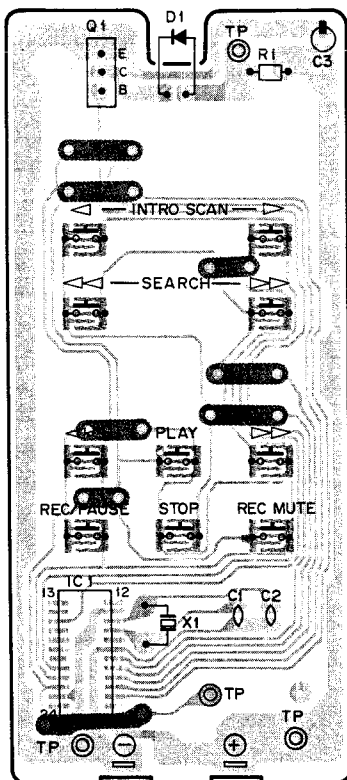 D1
Q1
TP
E
C
B
R1
C3
INTRO SCAN
SEARCH
PLAY
REC/PAUSE STOP REC MUTE
IC1
13 12
C1 C2
X1
TP
TP
TP